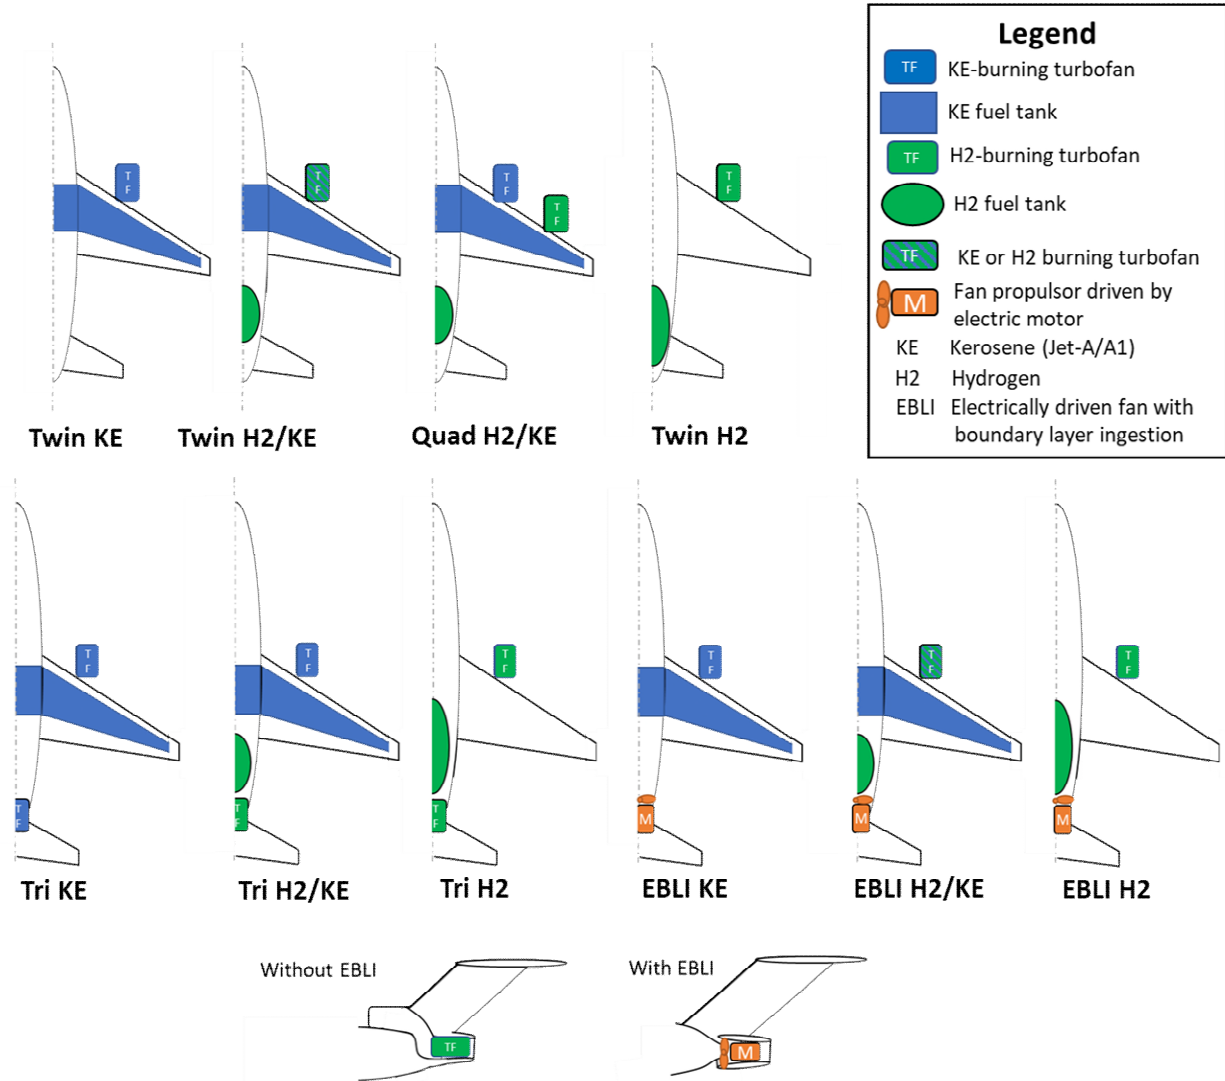 Legend
TF KE-burning turbofan
KE fuel tank
TF H2-burning turbofan
H2 fuel tank
TF KE or H2 burning turbofan
M Fan propulsor driven by
electric motor
KE Kerosene (Jet-A/A1)
H2 Hydrogen
EBLI Electrically driven fan with
boundary layer ingestion
T
F
T
F
T
F
T
F
T
F
Twin KE
Twin H2/KE
Quad H2/KE
Twin H2
T
F
T
F
T
F
T
F
T
F
T
F
T
F
T
F
T
F
M
M
M
Tri KE
Tri H2/KE
Tri H2
EBLI KE
EBLI H2/KE
EBLI H2
Without EBLI
TF
With EBLI
M